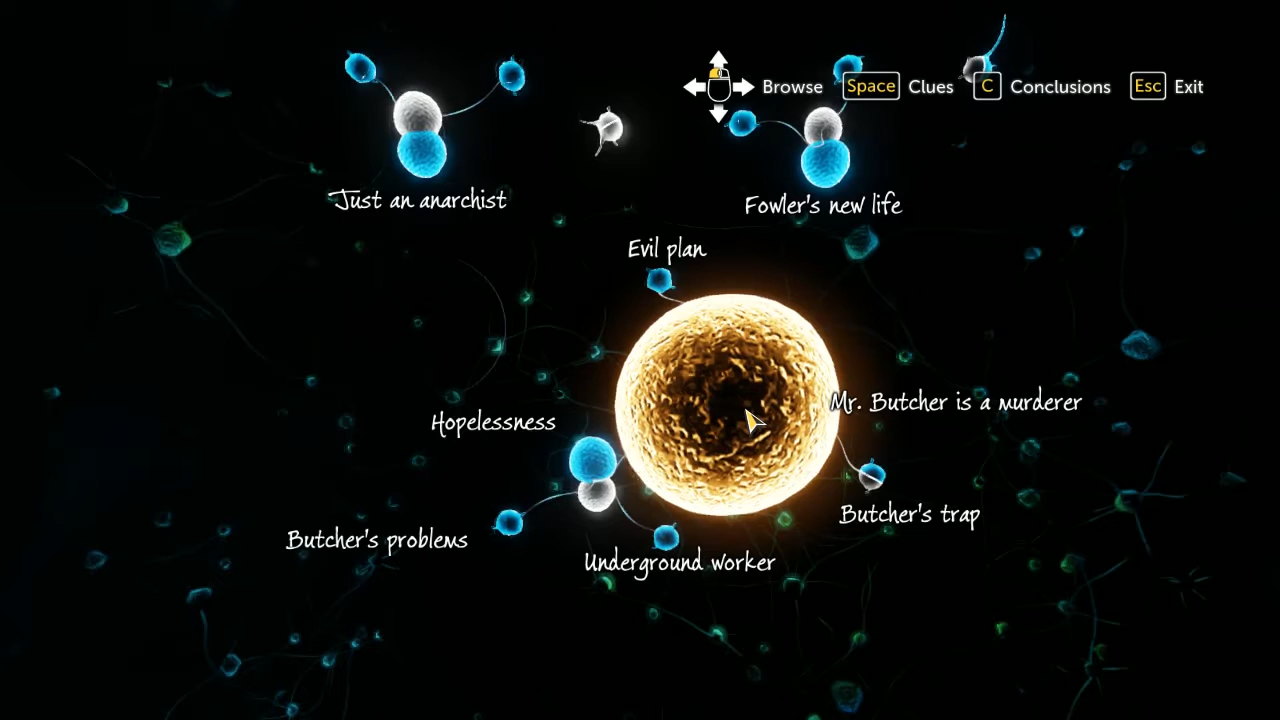 Browse
Space Clues
C Conclusions
Esc Exit
Just an anarchist
Fowler's new life
Evil plan
Mr. Butcher is a murderer
Hopelessness
Butcher's trap
Butcher's problems
Underground worker